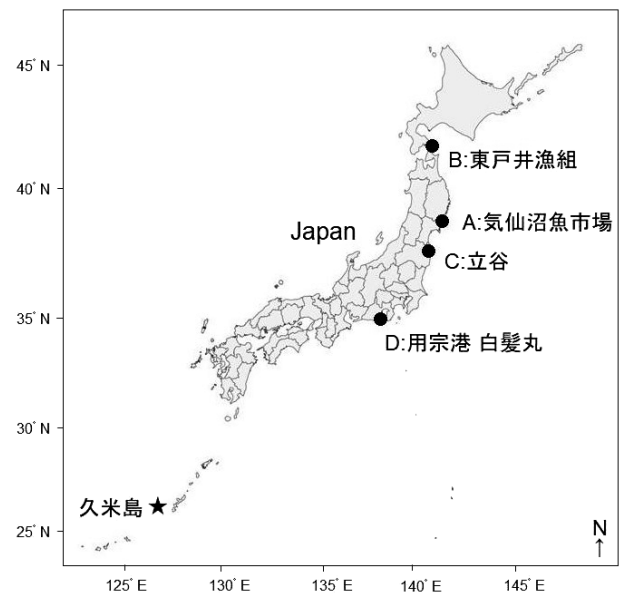 45° N
B:東戸井漁組
40° N
A:気仙沼魚市場
Japan
C:立谷
35° N
D:用宗港 白髪丸
30° N
久米島
25° N
N
125° E
130° E
135° E
140° E
145° E